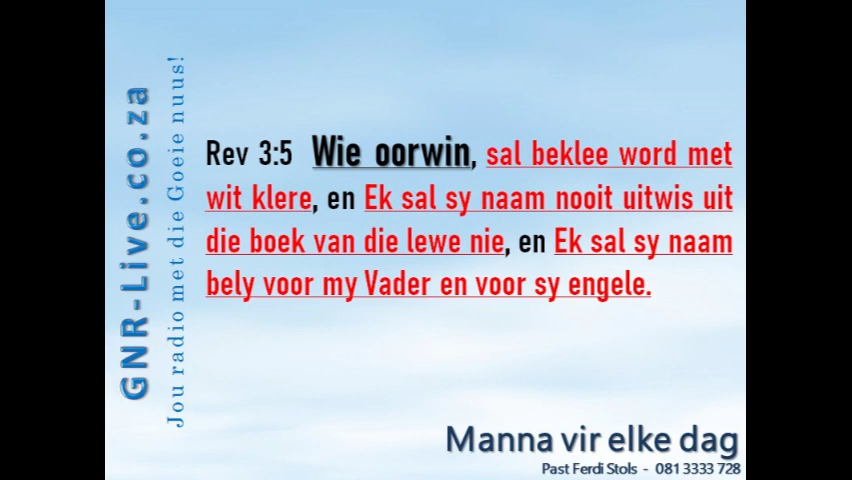 GNR-Live.co.za
Jou radio met die Goeie nuus!
Rev 3:5 Wie oorwin, sal beklee word met
wit klere, en Ek sal sy naam nooit uitwis uit
die boek van die lewe nie, en Ek sal sy naam
bely voor my Vader en voor sy engele.
Manna vir elke dag
Past Ferdi Stols - 081 3333 728